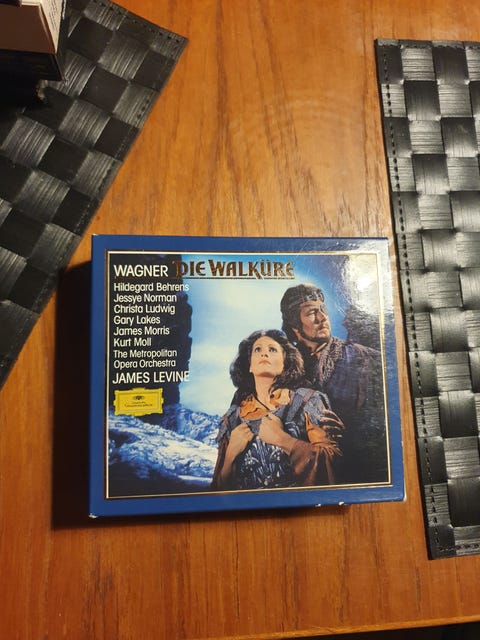 WAGNER DIE WALKÜRE
Hildegard Behrens
Jessye Norman
Christa Ludwig
Gary Lakes
James Morris
Kurt Moll
The Metropolitan
Opera Orchestra
JAMES LEVINE